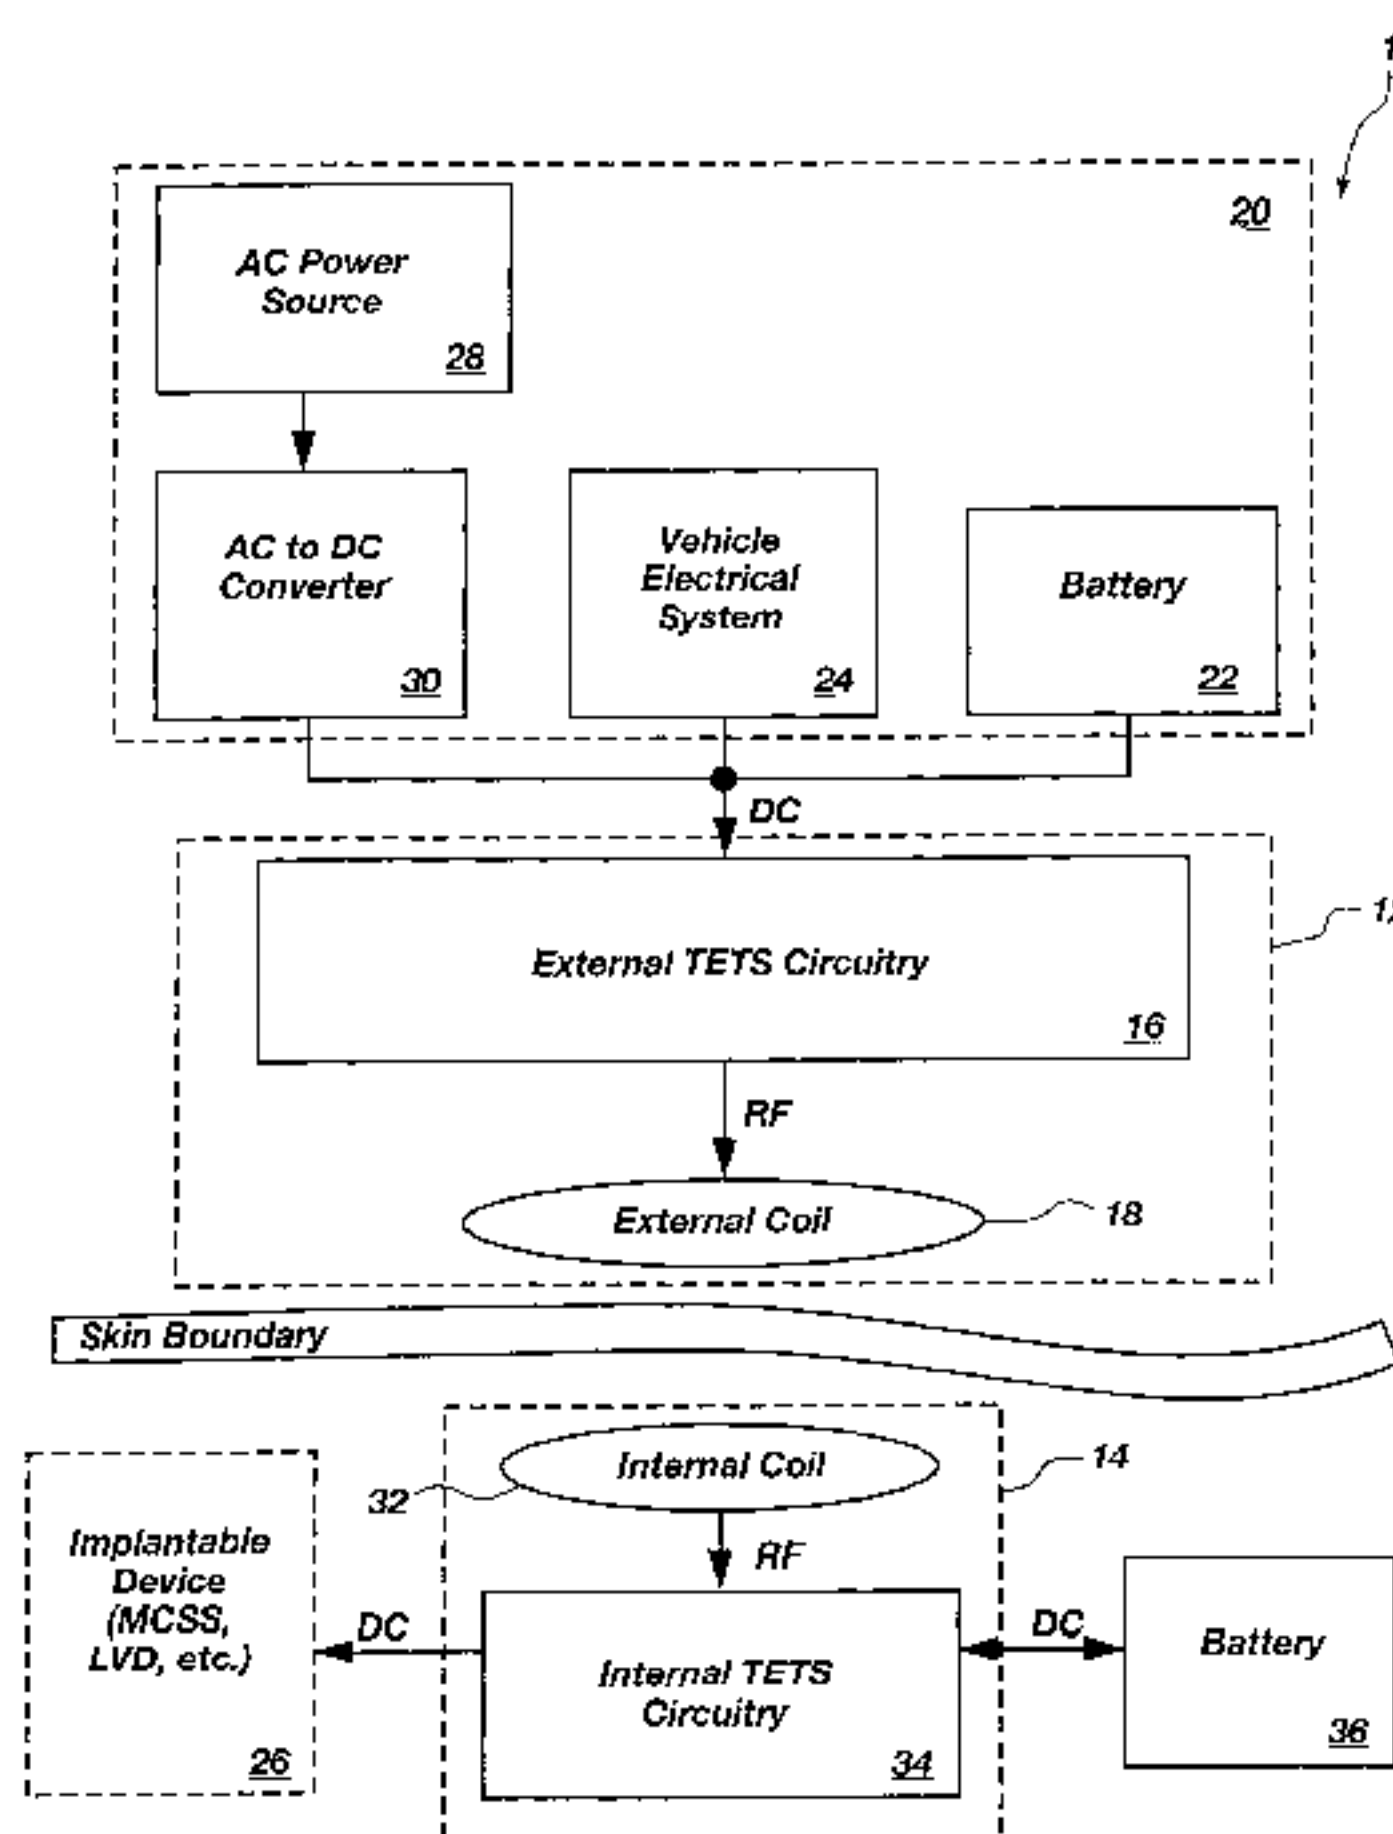 20
AC Power
Source
28
AC to DC
Converter
30
Vehicle
Electrical
System
24
Battery
22
DC
External TETS Circuitry
16
RF
External Coil
18
Skin Boundary
Internal Coil
32
14
RF
Implantable
Device
(MCSS,
LVD, etc.)
26
DC
Internal TETS
Circuitry
34
DC
Battery
36